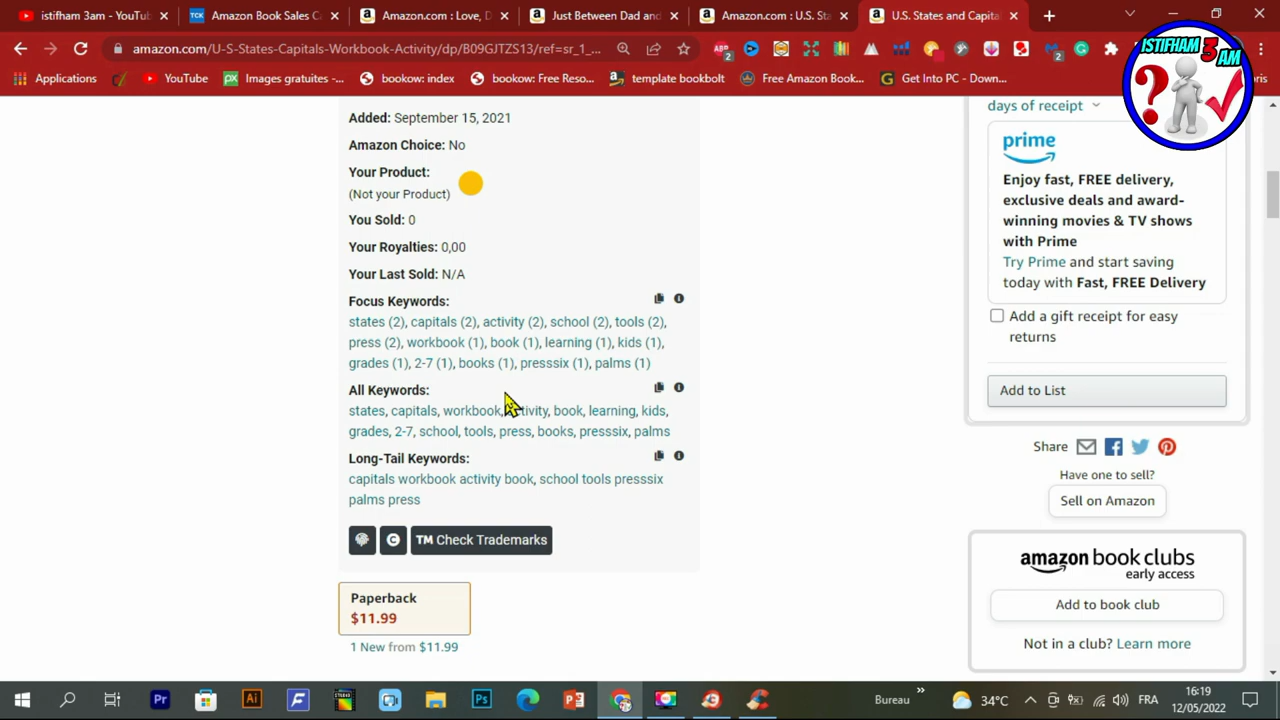 istifham 3am - YouTu
Amazon Book Sales C
Amazon.com : Love, D
Just Between Dad and
Amazon.com : U.S. Sta
U.S. States and Capita
amazon.com/U-S-States-Capitals-Workbook-Activity/dp/B09GJTZS13/ref=sr_1_...
ISTIFHAM 3 AM
Applications
YouTube
Images gratuites -...
bookow: index
bookow: Free Reso...
template bookbolt
Free Amazon Book...
Get Into PC - Down...
oris
Added: September 15, 2021
Amazon Choice: No
Your Product:
(Not your Product)
You Sold: 0
Your Royalties: 0,00
Your Last Sold: N/A
Focus Keywords:
states (2), capitals (2), activity (2), school (2), tools (2),
press (2), workbook (1), book (1), learning (1), kids (1),
grades (1), 2-7 (1), books (1), presssix (1), palms (1)
All Keywords:
states, capitals, workbook, activity, book, learning, kids,
grades, 2-7, school, tools, press, books, presssix, palms
Long-Tail Keywords:
capitals workbook activity book, school tools presssix
palms press
TM Check Trademarks
Paperback
$11.99
1 New from $11.99
days of receipt
prime
Enjoy fast, FREE delivery,
exclusive deals and award-
winning movies & TV shows
with Prime
Try Prime and start saving
today with Fast, FREE Delivery
Add a gift receipt for easy
returns
Add to List
Share
Have one to sell?
Sell on Amazon
amazon book clubs
early access
Add to book club
Not in a club? Learn more
Bureau
34°C
FRA
16:19
12/05/2022